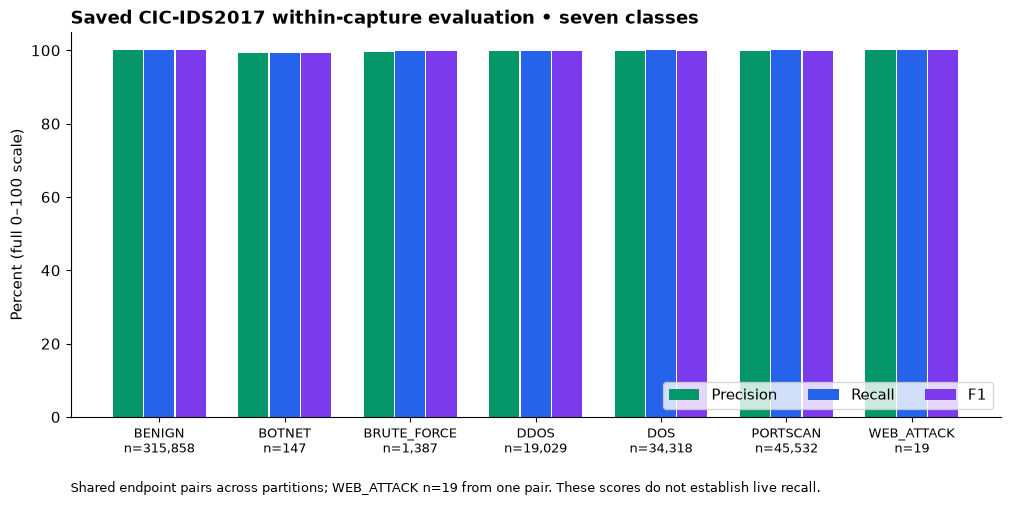 Saved CIC-IDS2017 within-capture evaluation • seven classes
Percent (full 0–100 scale)
100
80
60
40
20
0
Precision Recall F1
BENIGN BOTNET BRUTE_FORCE DDOS DOS PORTSCAN WEB_ATTACK
n=315,858 n=147 n=1,387 n=19,029 n=34,318 n=45,532 n=19
Shared endpoint pairs across partitions; WEB_ATTACK n=19 from one pair. These scores do not establish live recall.